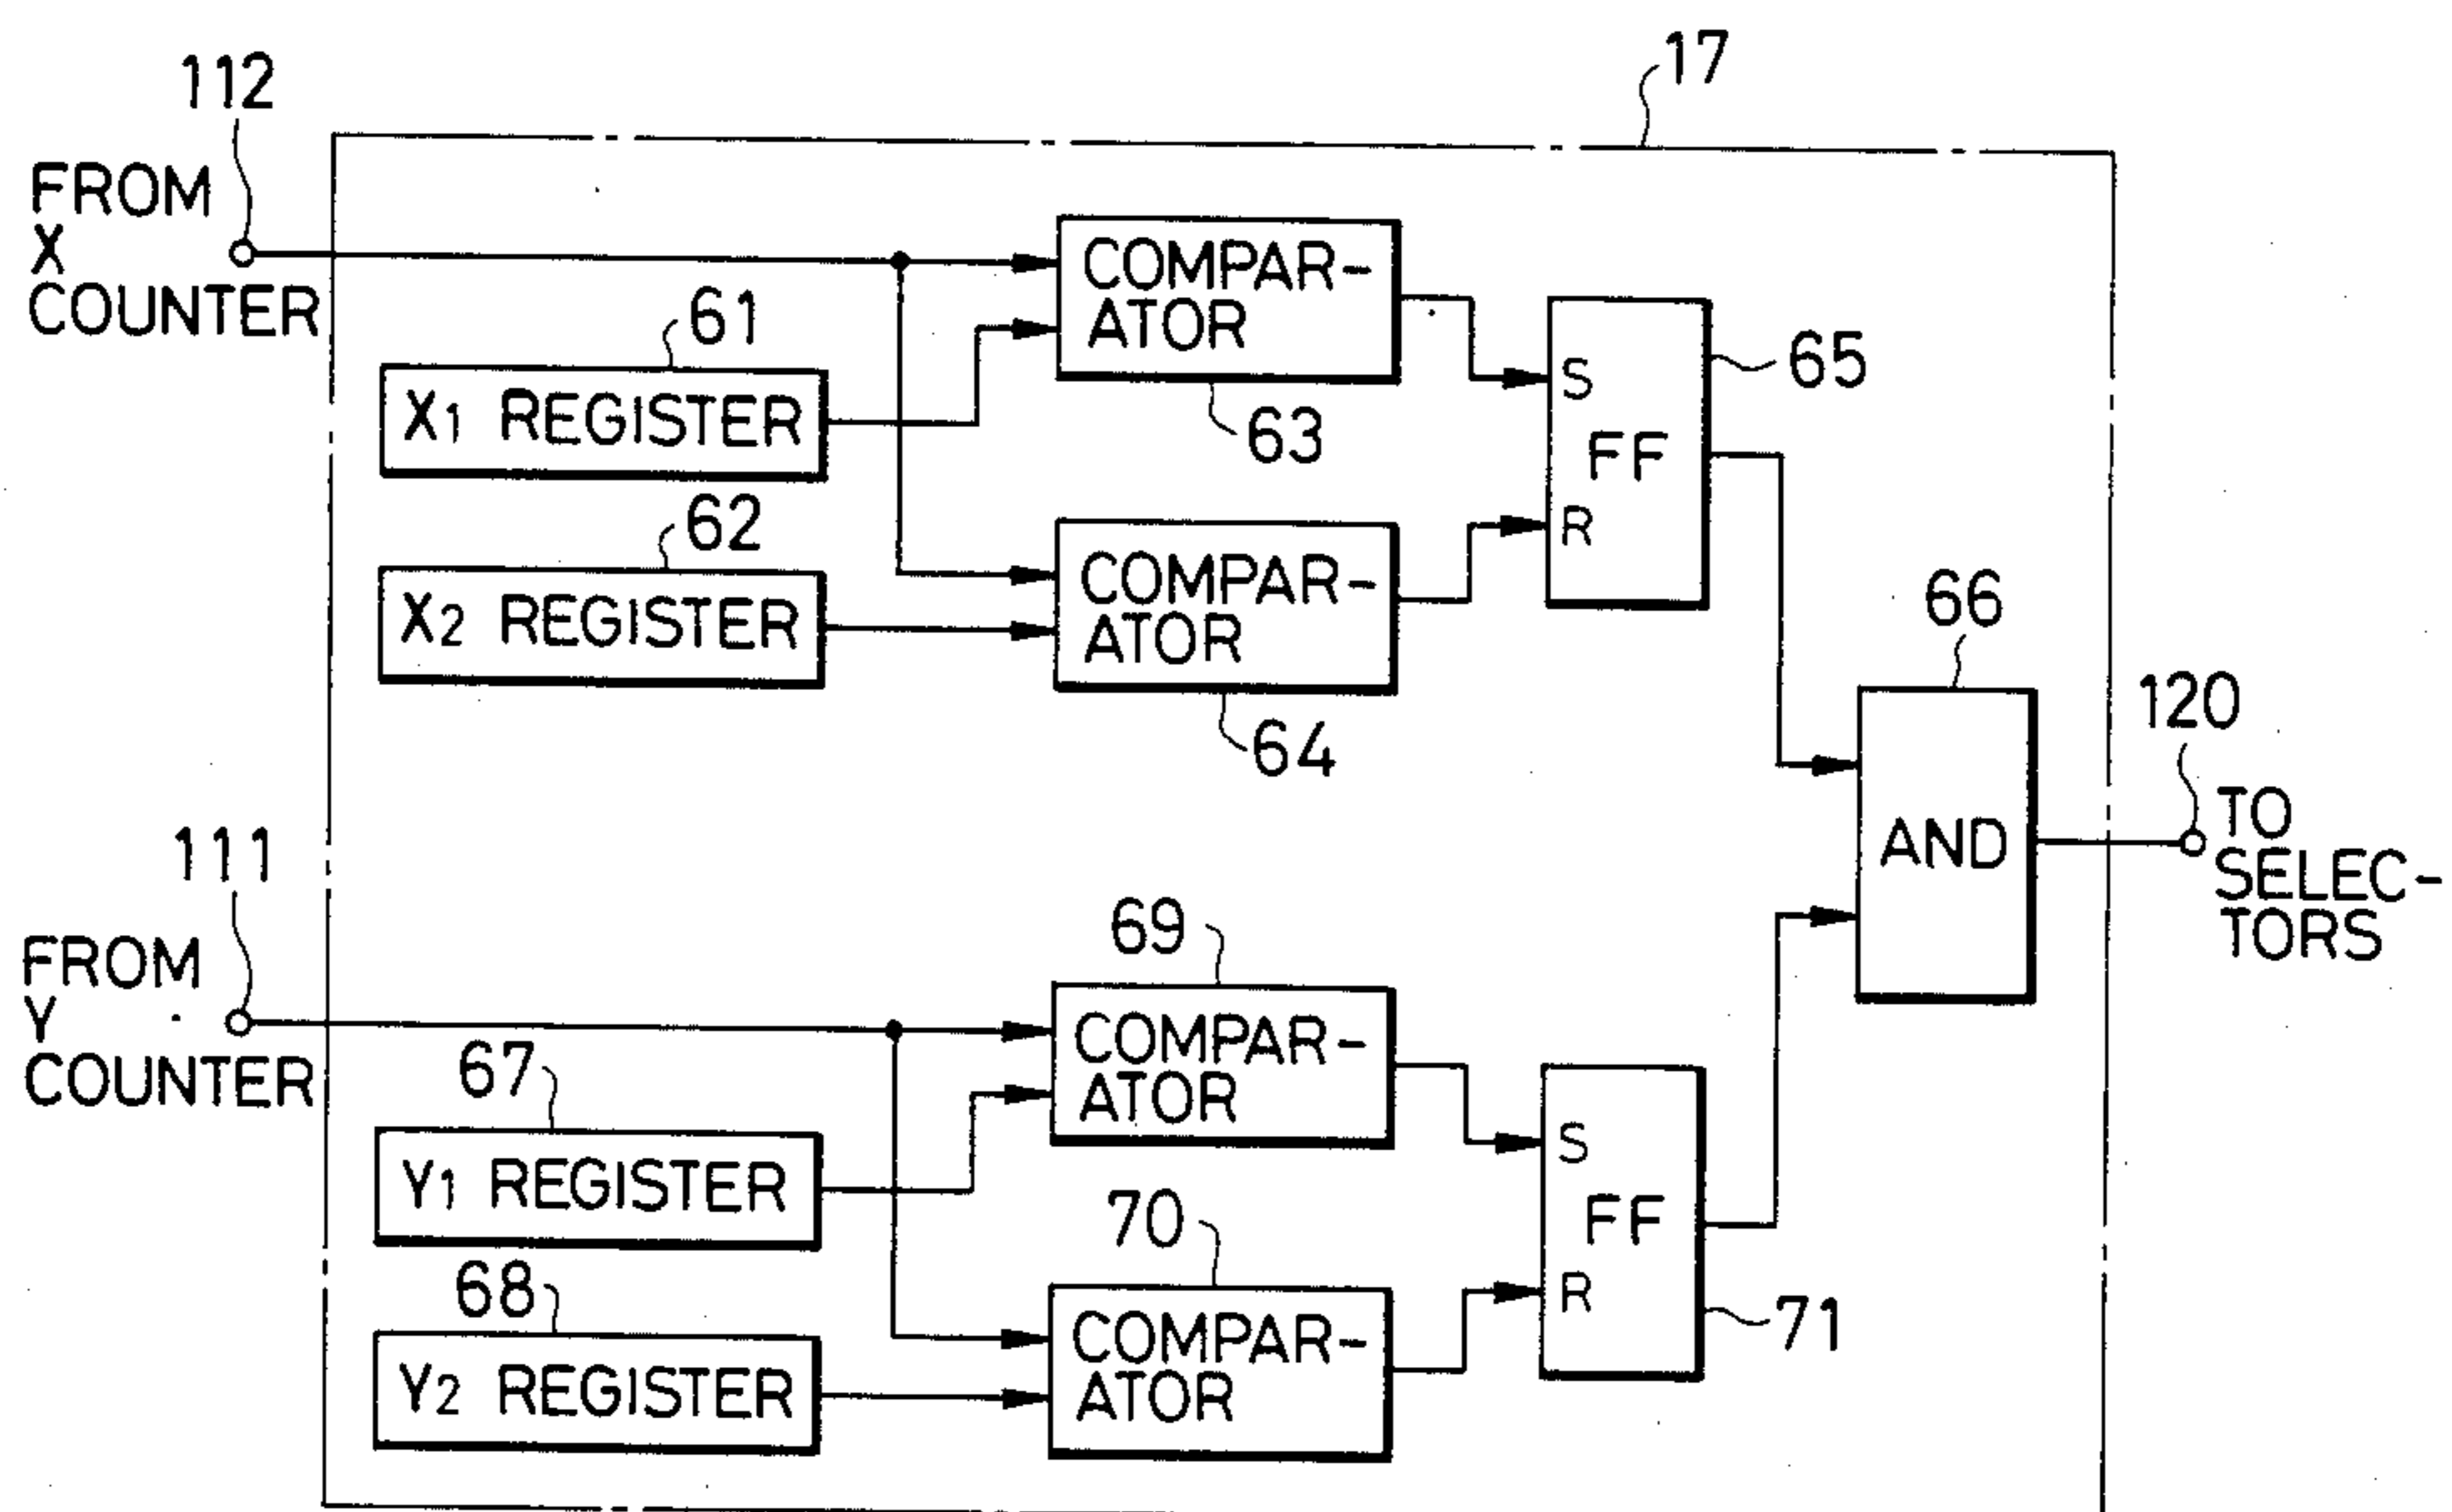 17
112
FROM
X
COUNTER
61
X1 REGISTER
62
X2 REGISTER
COMPAR-
ATOR
63
COMPAR-
ATOR
64
S
FF
R
65
66
AND
120
TO
SELEC-
TORS
111
FROM
Y
COUNTER
67
Y1 REGISTER
68
Y2 REGISTER
69
COMPAR-
ATOR
70
COMPAR-
ATOR
S
FF
R
71